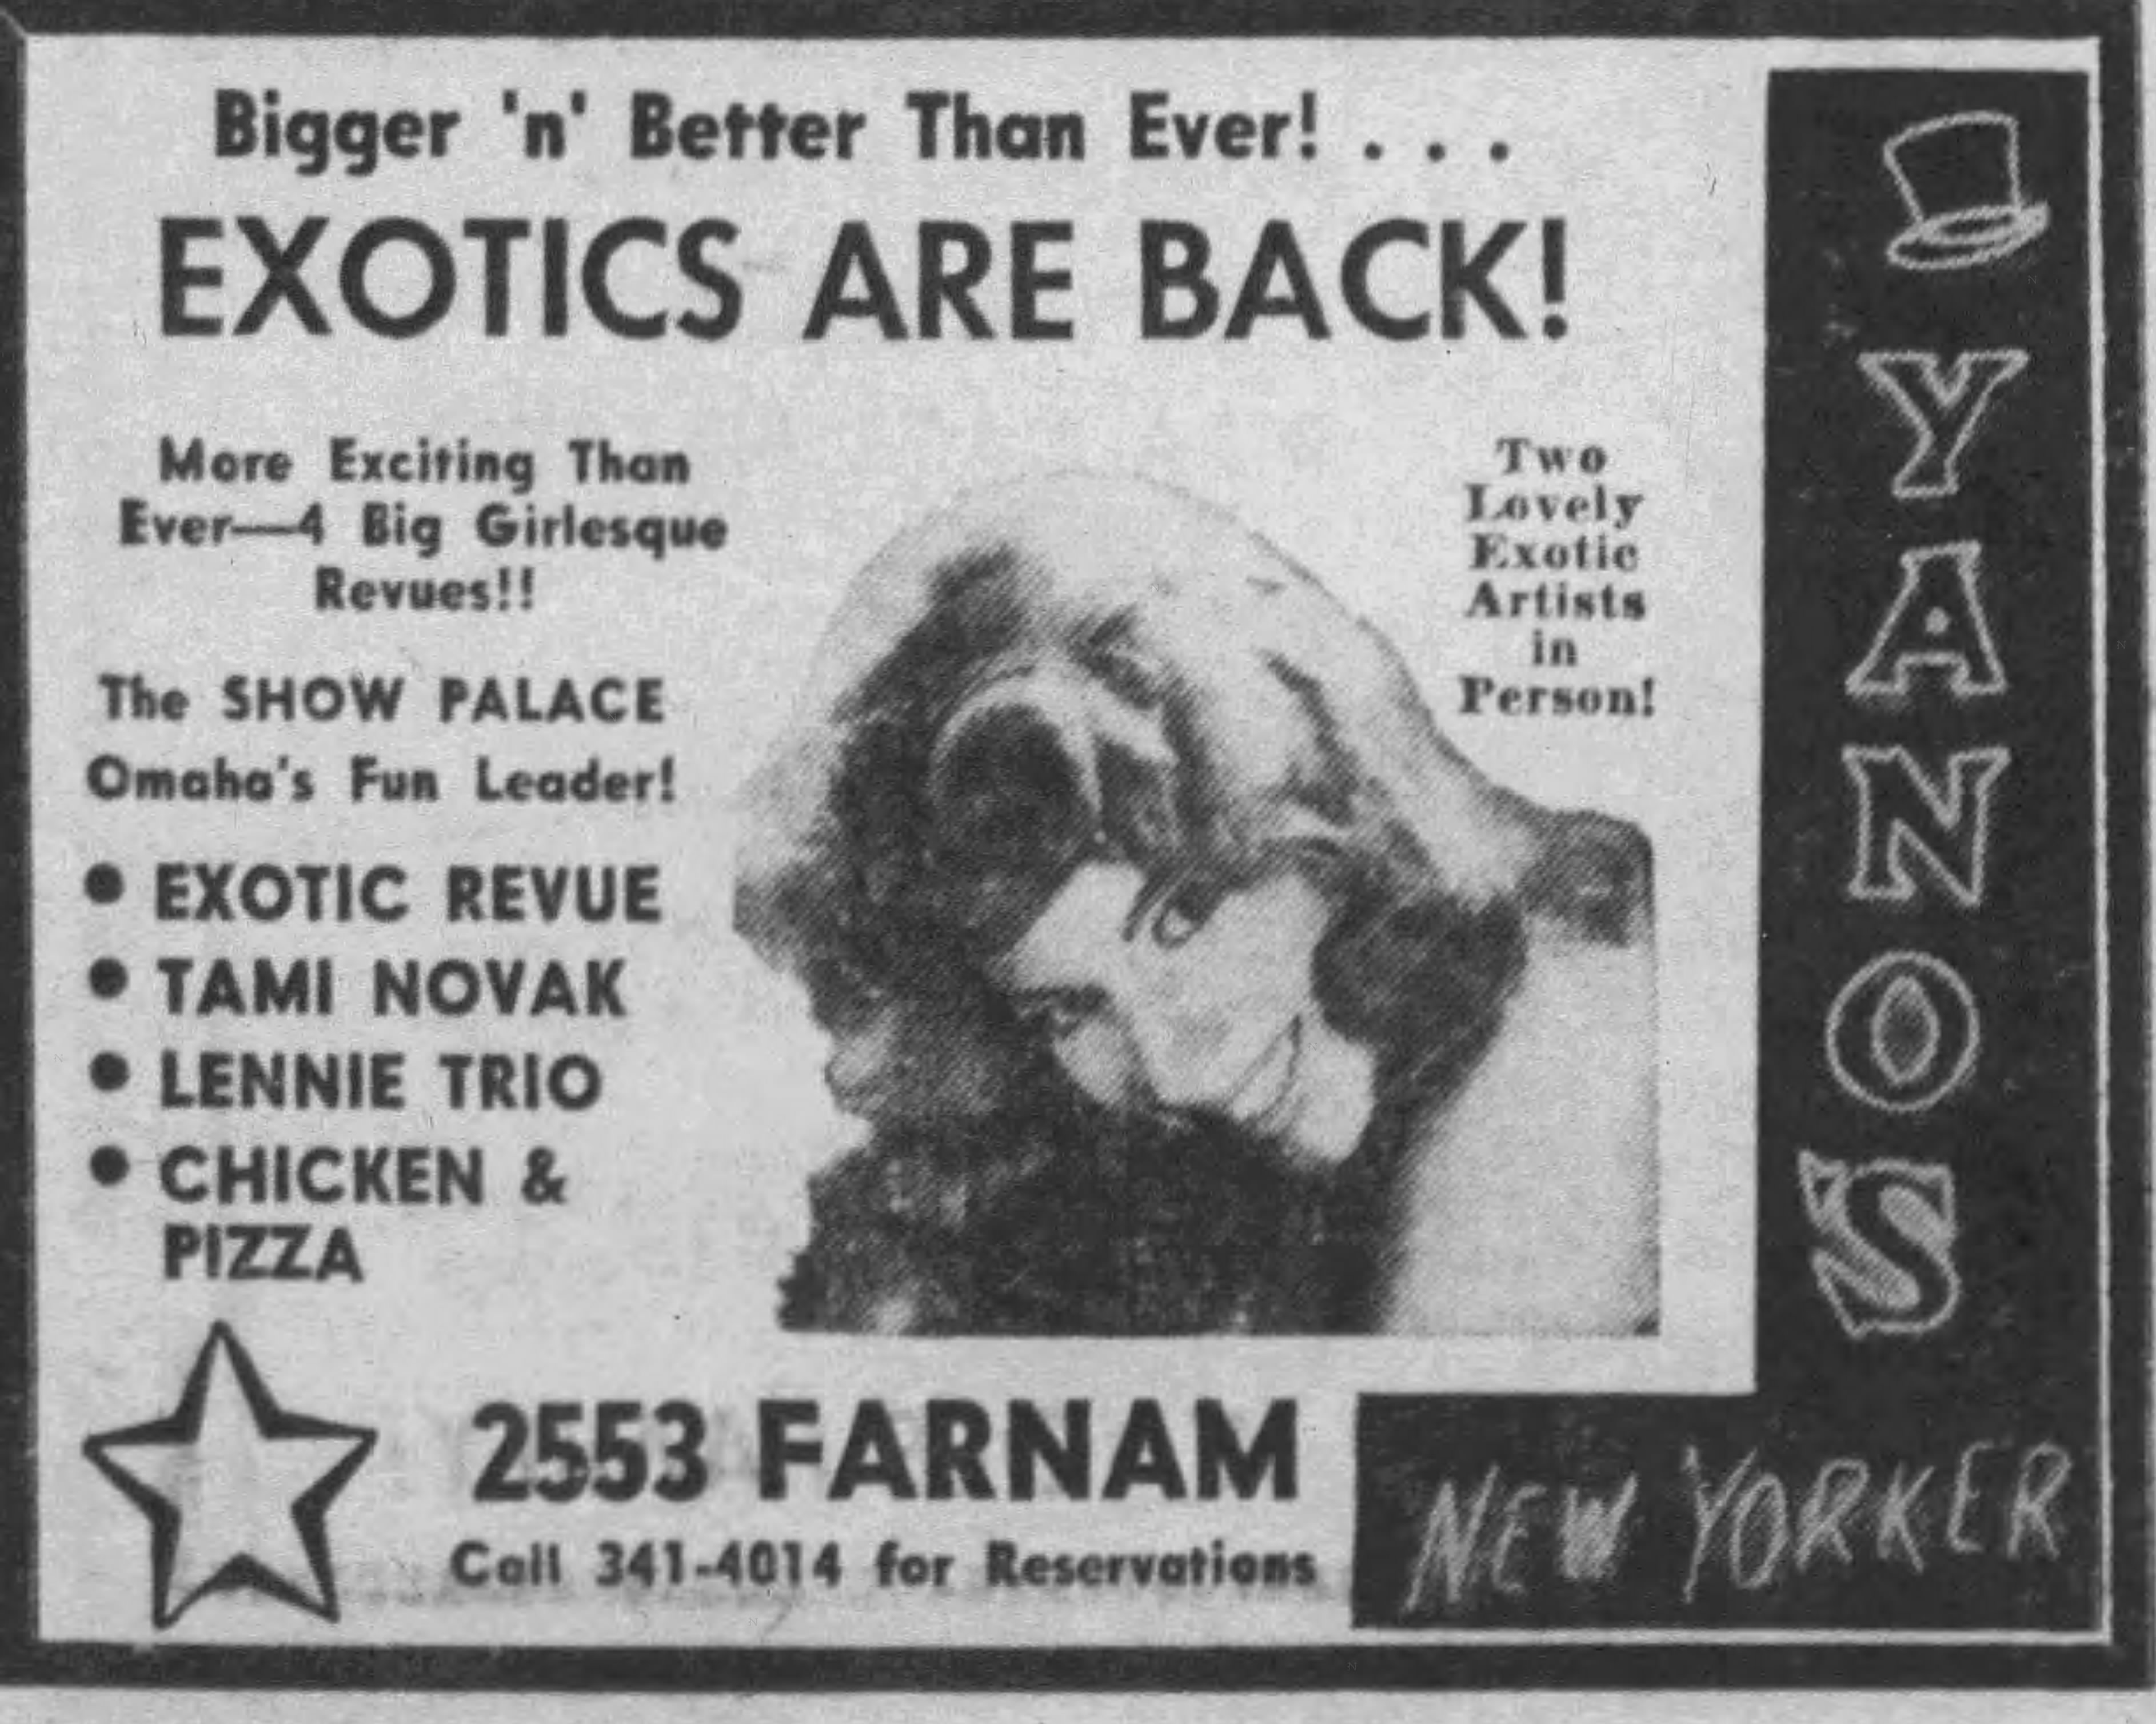 Bigger 'n' Better Than Ever! . . .
EXOTICS ARE BACK!
More Exciting Than
Ever—4 Big Girlesque
Revues!!
The SHOW PALACE
Omaha's Fun Leader!
• EXOTIC REVUE
• TAMI NOVAK
• LENNIE TRIO
• CHICKEN &
PIZZA
Two
Lovely
Exotic
Artists
in
Person!
2553 FARNAM
Call 341-4014 for Reservations
YANOS
NEW YORKER